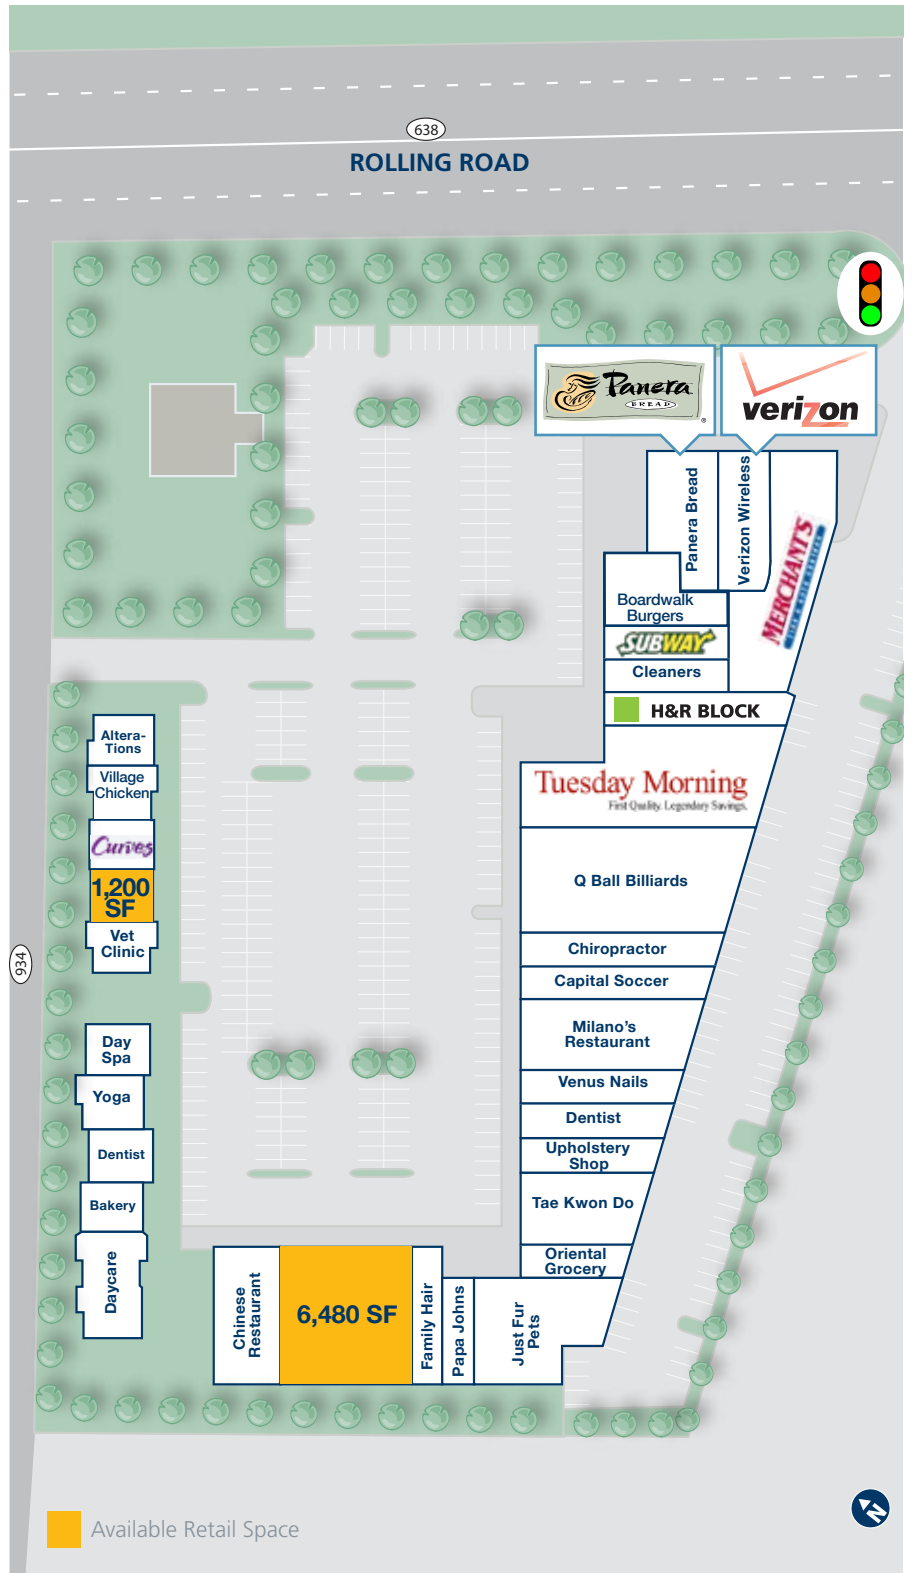 638
ROLLING ROAD
Panera
BREAD
®
verizon
Panera Bread
Verizon Wireless
MERCHANT'S
Boardwalk
Burgers
SUBWAY
Cleaners
H&R BLOCK
Tuesday Morning
First Quality. Legendary Savings.
Q Ball Billiards
Chiropractor
Capital Soccer
Milano's
Restaurant
Venus Nails
Dentist
Upholstery
Shop
Tae Kwon Do
Oriental
Grocery
Altera-
Tions
Village
Chicken
Curves
1,200
SF
Vet
Clinic
934
Day
Spa
Yoga
Dentist
Bakery
Daycare
Chinese
Restaurant
6,480 SF
Family Hair
Papa Johns
Just Fur
Pets
Available Retail Space
N